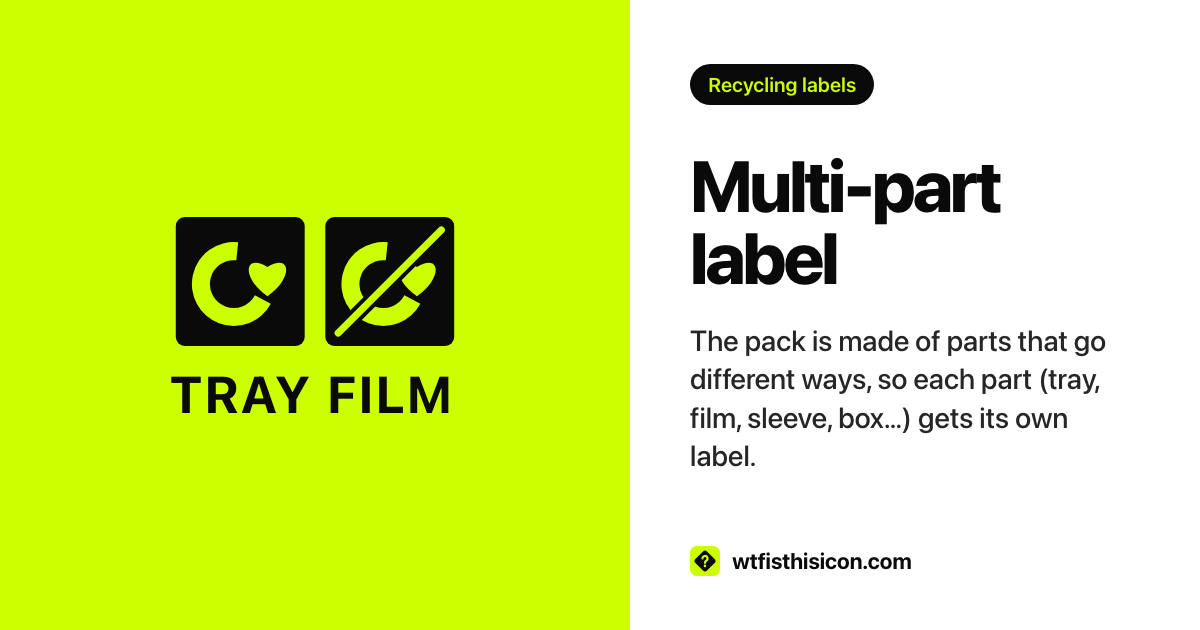 TRAY FILM
Recycling labels
Multi-part
label
The pack is made of parts that go
different ways, so each part (tray,
film, sleeve, box…) gets its own
label.
?
wtfisthisicon.com